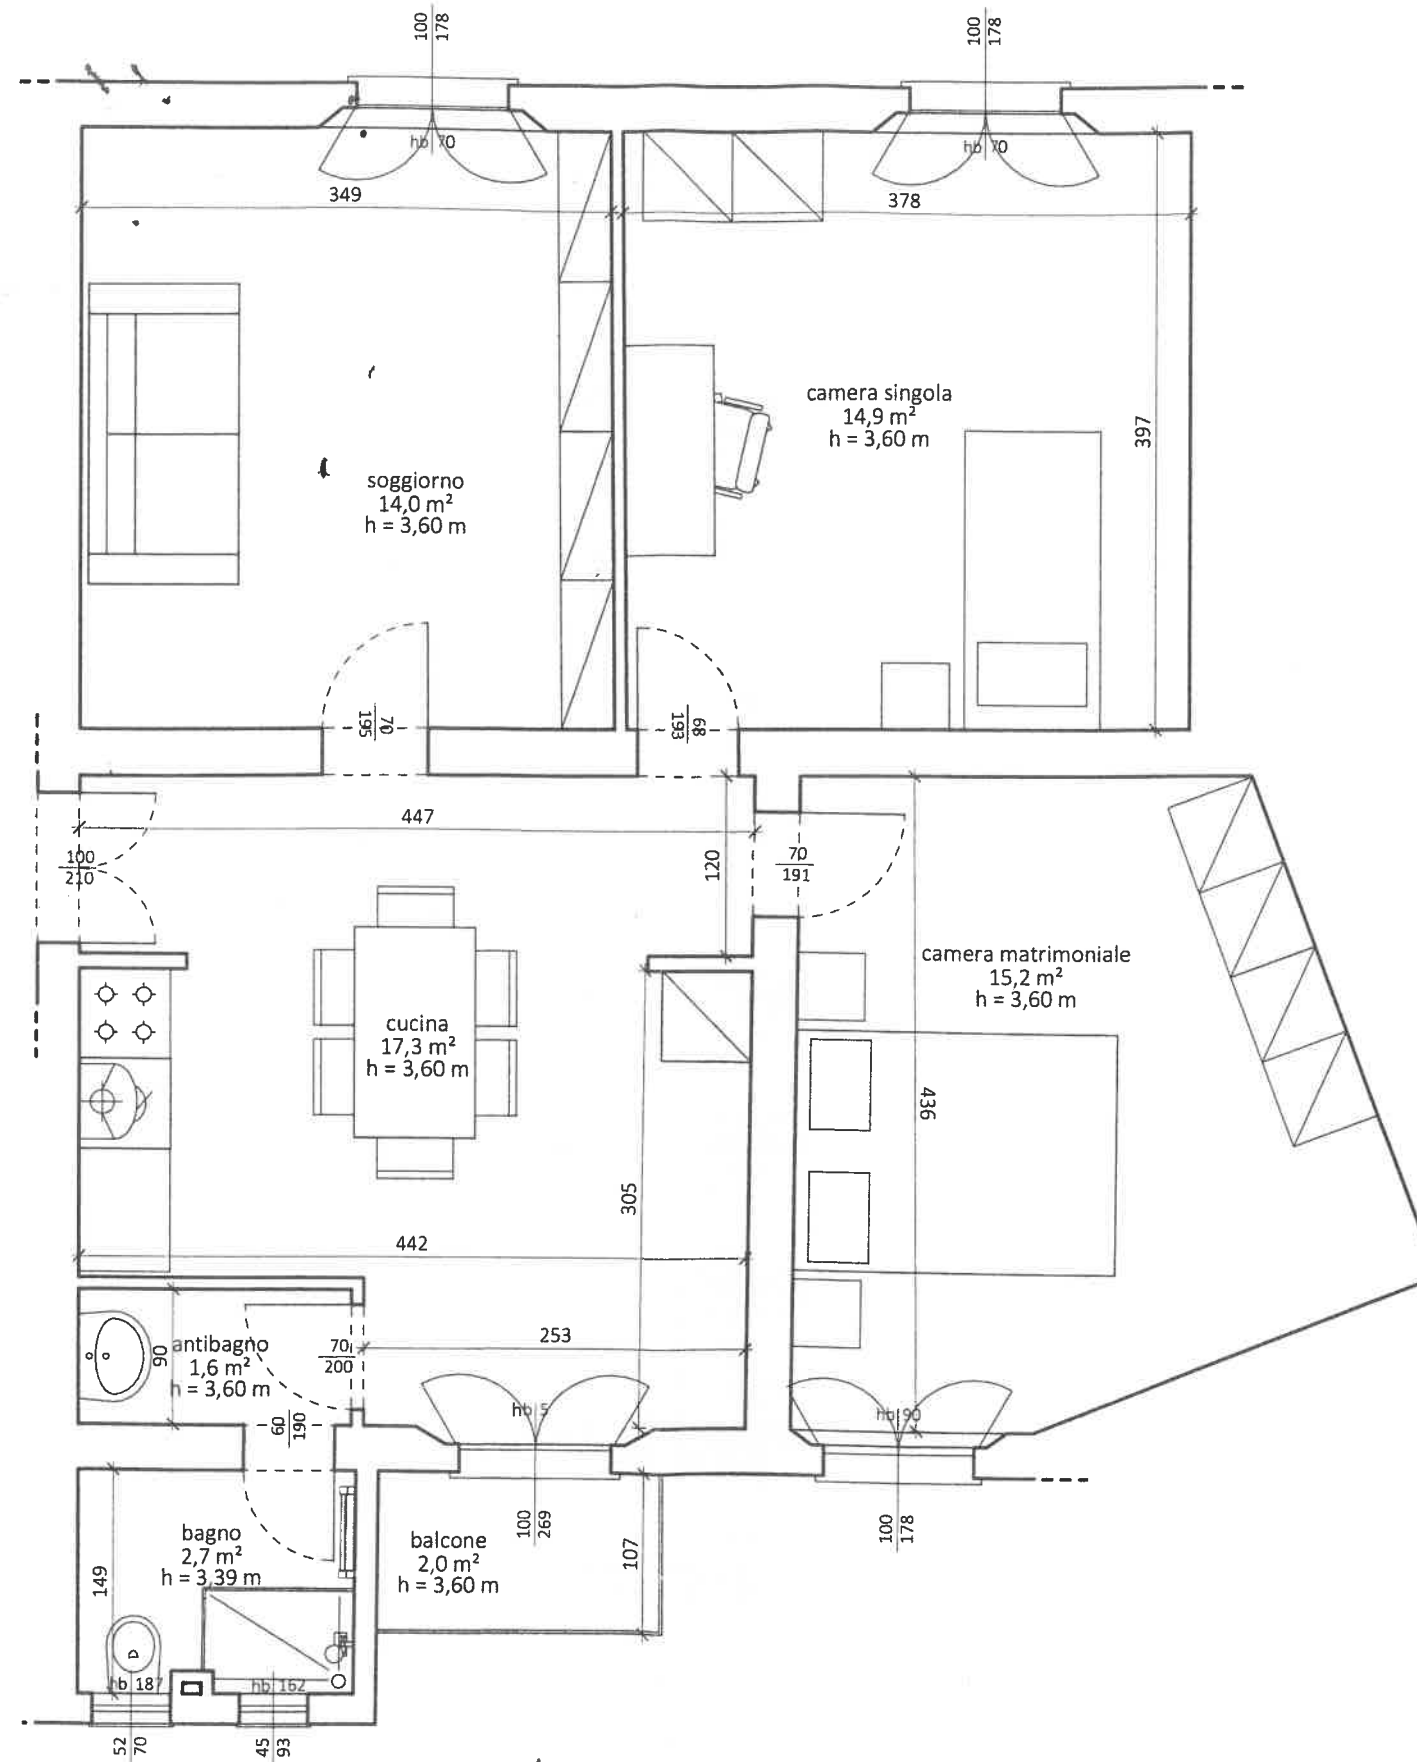 100
178
100
178
hb 70
hb 70
349
378
camera singola
14,9 m²
h = 3,60 m
397
soggiorno
14,0 m²
h = 3,60 m
70
195
68
193
447
100
210
120
70
191
camera matrimoniale
15,2 m²
h = 3,60 m
cucina
17,3 m²
h = 3,60 m
436
305
442
253
antibagno
1,6 m²
h = 3,60 m
90
70
200
60
190
hb 5
hb 90
100
269
100
178
bagno
2,7 m²
h = 3,39 m
149
balcone
2,0 m²
h = 3,60 m
107
hb 187
hb 162
52
70
45
93